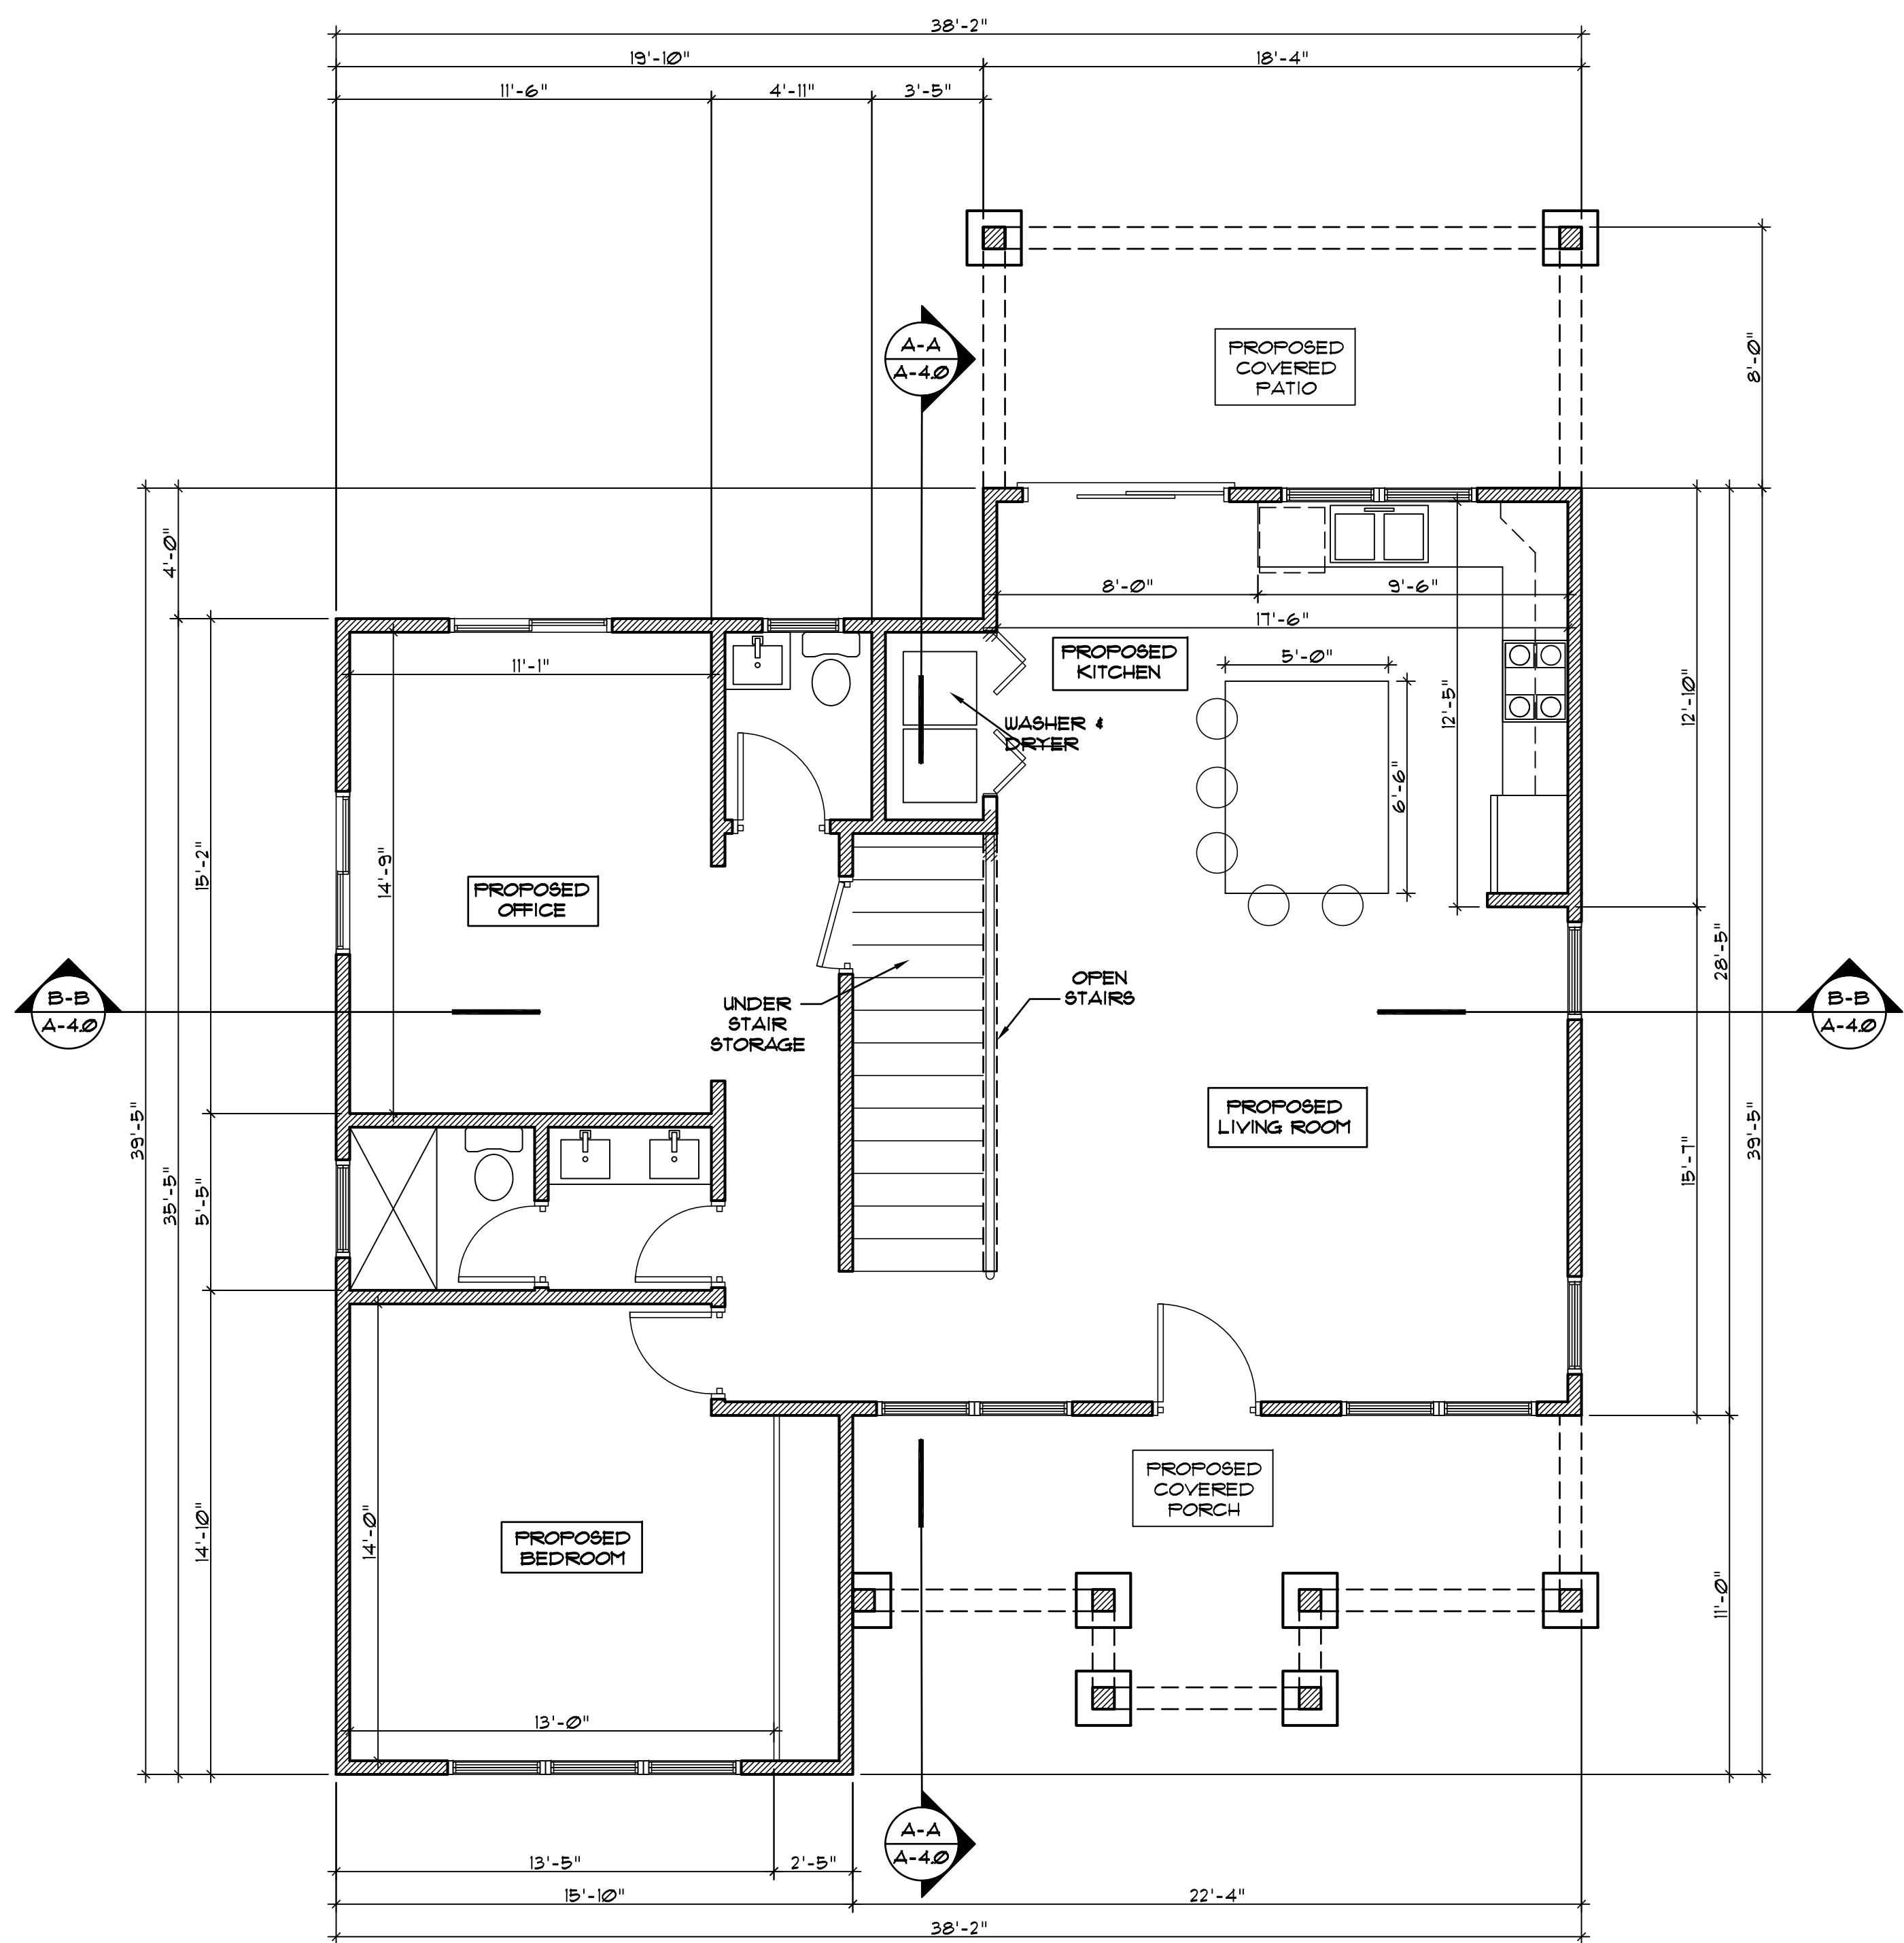 38'-2"
19'-10"
18'-4"
11'-6"
4'-11"
3'-5"
A-A
A-4.0
PROPOSED
COVERED
PATIO
8'-0"
4'-0"
8'-0"
9'-6"
17'-6"
PROPOSED
KITCHEN
5'-0"
11'-1"
WASHER &
DRYER
12'-5"
12'-10"
6'-6"
15'-2"
14'-9"
PROPOSED
OFFICE
28'-5"
B-B
A-4.0
UNDER
STAIR
STORAGE
OPEN
STAIRS
B-B
A-4.0
39'-5"
35'-5"
5'-5"
PROPOSED
LIVING ROOM
15'-7"
39'-5"
PROPOSED
COVERED
PORCH
14'-10"
14'-0"
PROPOSED
BEDROOM
11'-0"
13'-0"
A-A
A-4.0
13'-5"
2'-5"
15'-10"
22'-4"
38'-2"